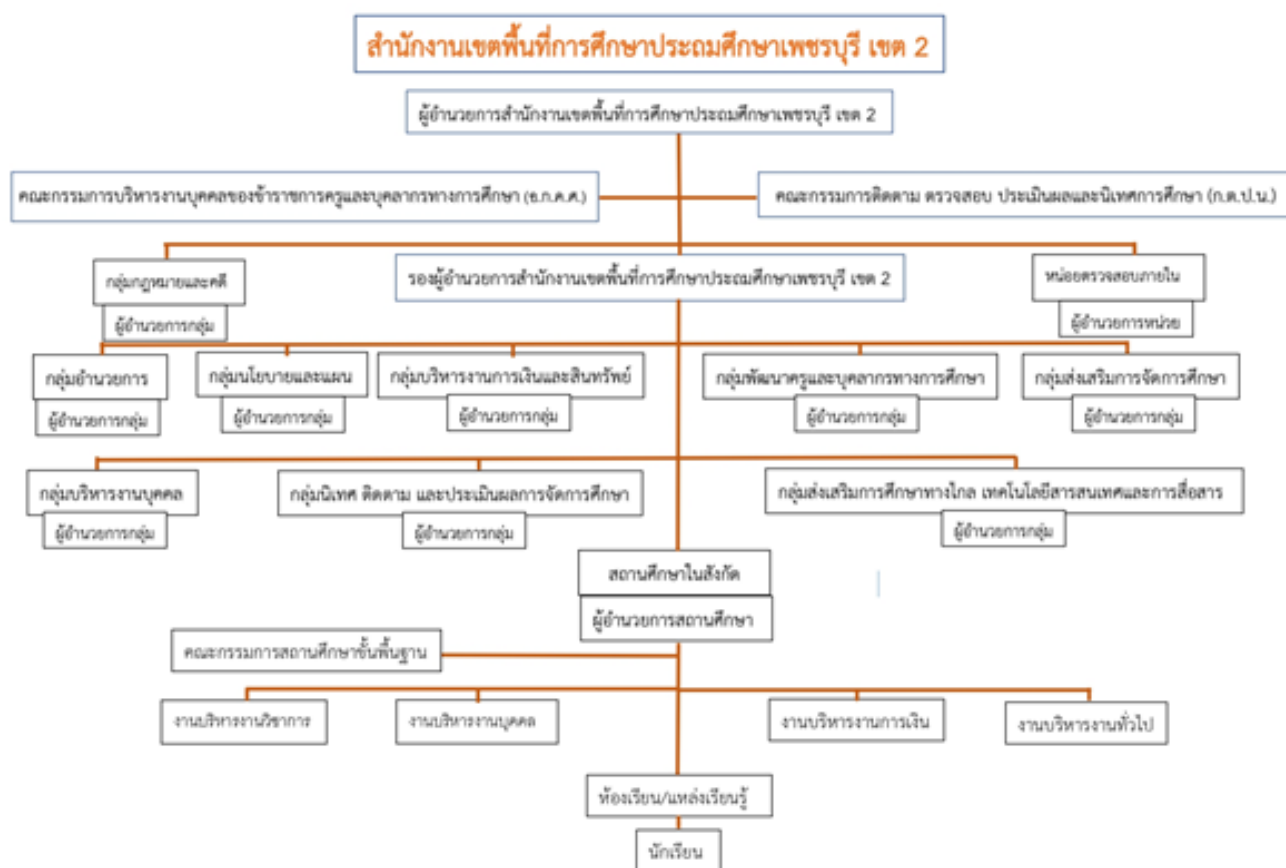 สำนักงานเขตพื้นที่การศึกษาประถมศึกษาเพชรบุรี เขต 2
ผู้อำนวยการสำนักงานเขตพื้นที่การศึกษาประถมศึกษาเพชรบุรี เขต 2
คณะกรรมการบริหารงานบุคคลของข้าราชการครูและบุคลากรทางการศึกษา (อ.ก.ค.ศ.)
คณะกรรมการติดตาม ตรวจสอบ ประเมินผลและนิเทศการศึกษา (ก.ต.ป.น.)
กลุ่มกฎหมายและคดี
ผู้อำนวยการกลุ่ม
รองผู้อำนวยการสำนักงานเขตพื้นที่การศึกษาประถมศึกษาเพชรบุรี เขต 2
หน่อยตรวจสอบภายใน
ผู้อำนวยการหน่วย
กลุ่มอำนวยการ
ผู้อำนวยการกลุ่ม
กลุ่มนโยบายและแผน
ผู้อำนวยการกลุ่ม
กลุ่มบริหารงานการเงินและสินทรัพย์
ผู้อำนวยการกลุ่ม
กลุ่มพัฒนาครูและบุคลากรทางการศึกษา
ผู้อำนวยการกลุ่ม
กลุ่มส่งเสริมการจัดการศึกษา
ผู้อำนวยการกลุ่ม
กลุ่มบริหารงานบุคคล
ผู้อำนวยการกลุ่ม
กลุ่มนิเทศ ติดตาม และประเมินผลการจัดการศึกษา
ผู้อำนวยการกลุ่ม
กลุ่มส่งเสริมการศึกษาทางไกล เทคโนโลยีสารสนเทศและการสื่อสาร
ผู้อำนวยการกลุ่ม
สถานศึกษาในสังกัด
ผู้อำนวยการสถานศึกษา
คณะกรรมการสถานศึกษาขั้นพื้นฐาน
งานบริหารงานวิชาการ
งานบริหารงานบุคคล
งานบริหารงานการเงิน
งานบริหารงานทั่วไป
ห้องเรียน/แหล่งเรียนรู้
นักเรียน